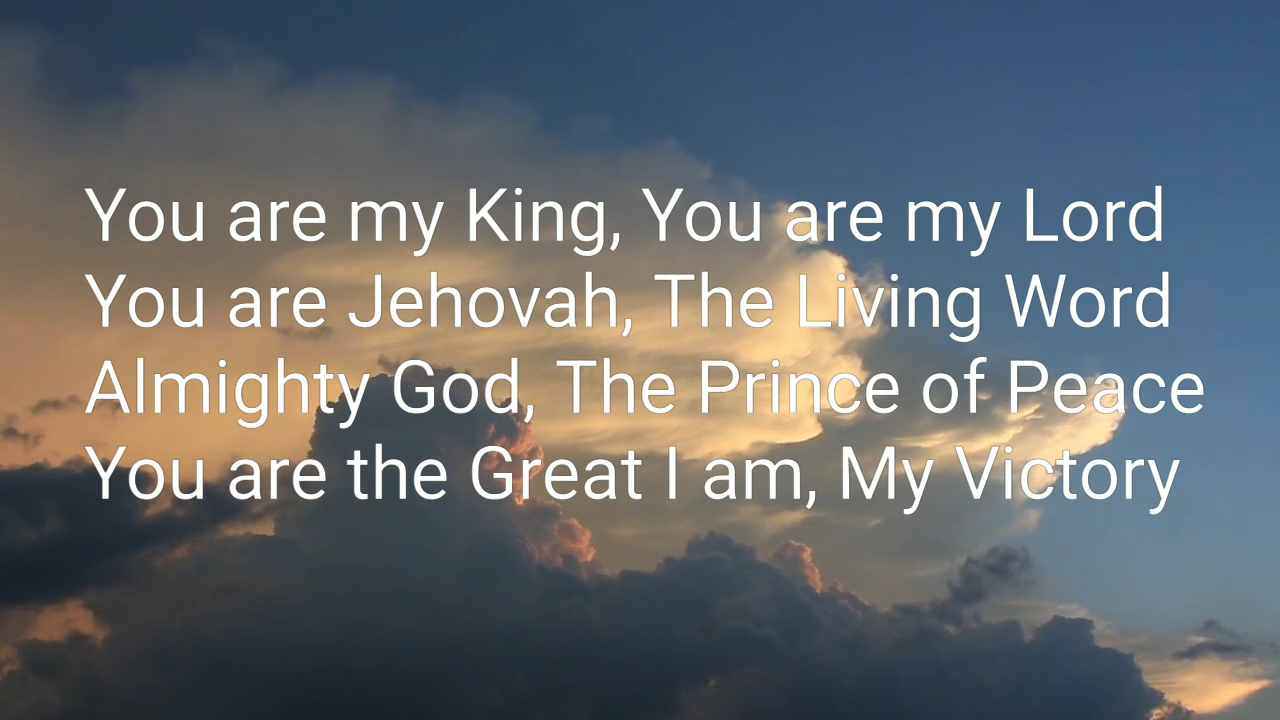 You are my King, You are my Lord
You are Jehovah, The Living Word
Almighty God, The Prince of Peace
You are the Great I am, My Victory